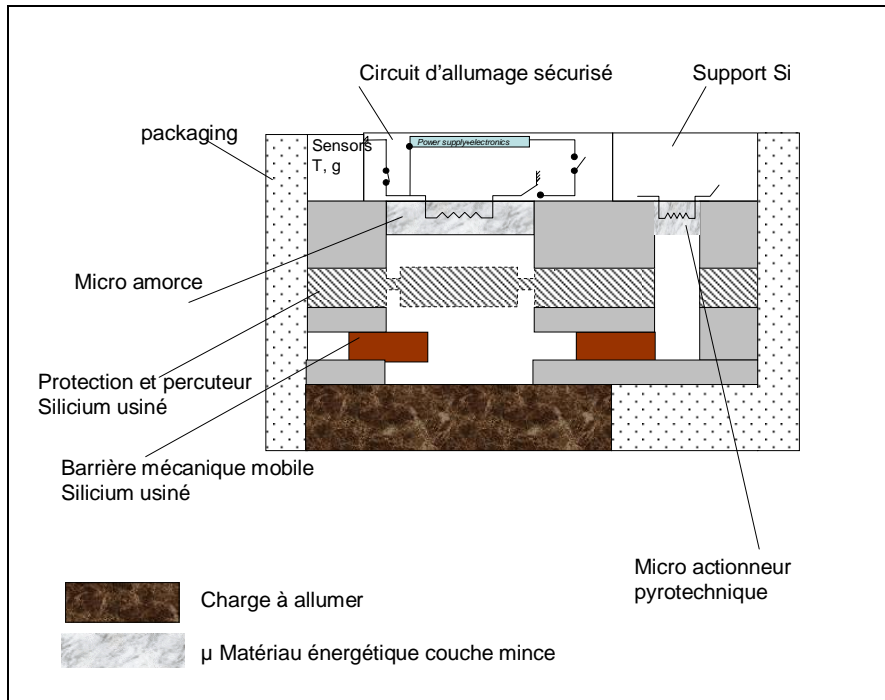 Circuit d'allumage sécurisé
Support Si
packaging
Sensors
T, g
Power supply+electronics
Micro amorce
Protection et percuteur
Silicium usiné
Barrière mécanique mobile
Silicium usiné
Micro actionneur
pyrotechnique
Charge à allumer
µ Matériau énergétique couche mince